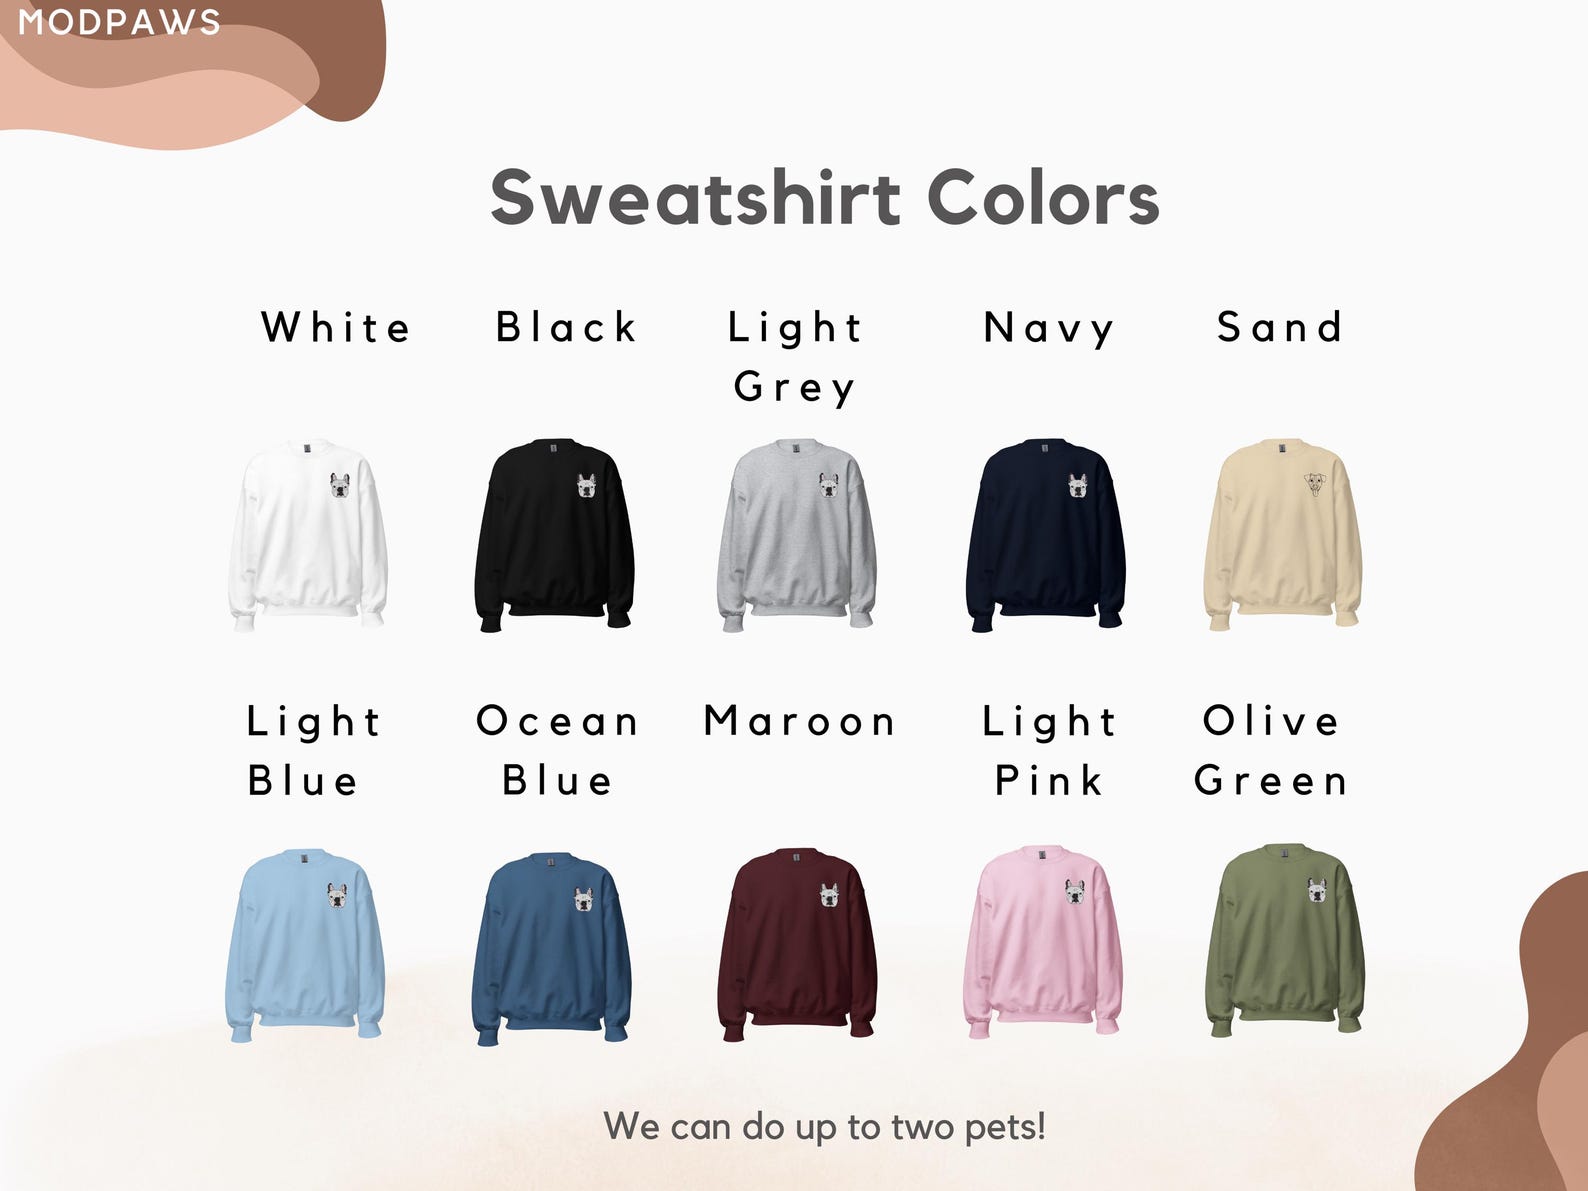 MODPAWS
Sweatshirt Colors
White
Black
Light
Grey
Navy
Sand
Light
Blue
Ocean
Blue
Maroon
Light
Pink
Olive
Green
We can do up to two pets!